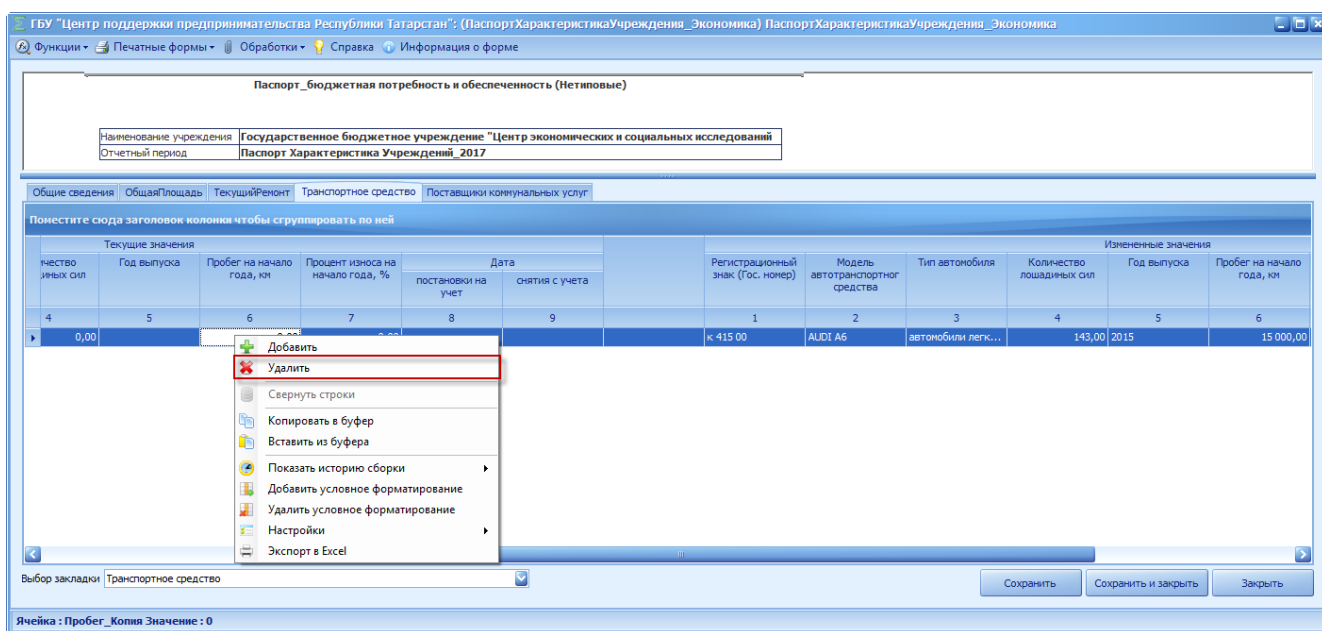 ГБУ "Центр поддержки предпринимательства Республики Татарстан": (ПаспортХарактеристикаУчреждения_Экономика) ПаспортХарактеристикаУчреждения_Экономика
Функции Печатные формы Обработки Справка Информация о форме
Паспорт_бюджетная потребность и обеспеченность (Нетиповые)
Наименование учреждения Государственное бюджетное учреждение "Центр экономических и социальных исследований
Отчетный период Паспорт Характеристика Учреждений_2017
Общие сведения ОбщаяПлощадь ТекущийРемонт Транспортное средство Поставщики коммунальных услуг
Поместите сюда заголовок колонки чтобы сгруппировать по ней
Текущие значения Измененные значения
чество Год выпуска Пробег на начало Процент износа на Дата Регистрационный Модель Тип автомобиля Количество Год выпуска Пробег на начало
диных сил года, км начало года, % знак (Гос. номер) автотранспортног лошадиных сил года, км
постановки на снятия с учета средства
учет
4 5 6 7 8 9 1 2 3 4 5 6
0,00 0,00 0,00 к 415 00 AUDI A6 автомобили легк... 143,00 2015 15 000,00
Добавить
Удалить
Свернуть строки
Копировать в буфер
Вставить из буфера
Показать историю сборки
Добавить условное форматирование
Удалить условное форматирование
Настройки
Экспорт в Excel
Выбор закладки Транспортное средство Сохранить Сохранить и закрыть Закрыть
Ячейка : Пробег_Копия Значение : 0